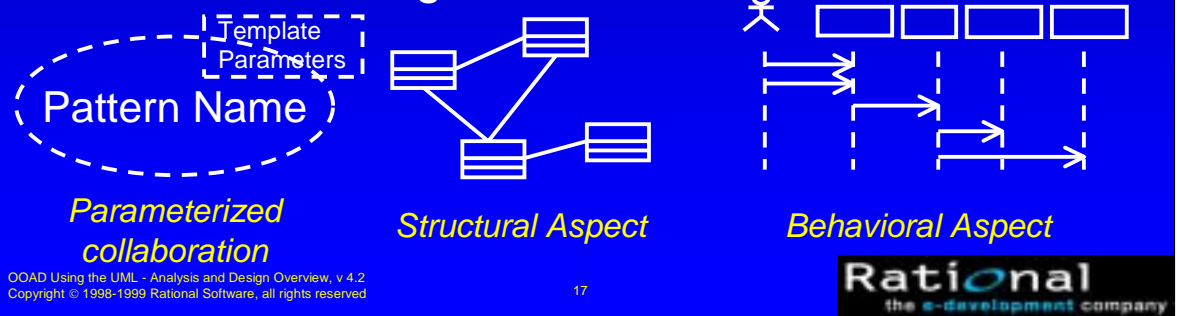 Template
Parameters
Pattern Name
Parameterized
collaboration
Structural Aspect
Behavioral Aspect
OOAD Using the UML - Analysis and Design Overview, v 4.2
Copyright © 1998-1999 Rational Software, all rights reserved
17
Rational
the e-development company